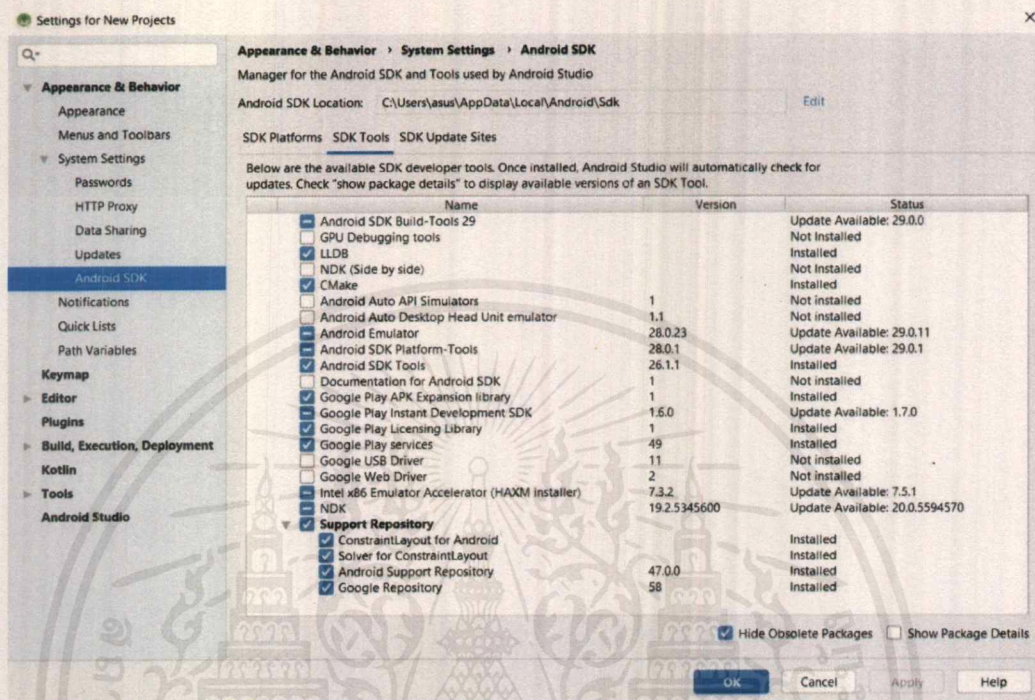 Settings for New Projects
Appearance & Behavior
Appearance
Menus and Toolbars
System Settings
Passwords
HTTP Proxy
Data Sharing
Updates
Android SDK
Notifications
Quick Lists
Path Variables
Keymap
Editor
Plugins
Build, Execution, Deployment
Kotlin
Tools
Android Studio
Appearance & Behavior › System Settings › Android SDK
Manager for the Android SDK and Tools used by Android Studio
Android SDK Location: C:\Users\asus\AppData\Local\Android\Sdk Edit
SDK Platforms SDK Tools SDK Update Sites
Below are the available SDK developer tools. Once installed, Android Studio will automatically check for
updates. Check "show package details" to display available versions of an SDK Tool.
Name Version Status
Android SDK Build-Tools 29 Update Available: 29.0.0
GPU Debugging tools Not Installed
LLDB Installed
NDK (Side by side) Not Installed
CMake Installed
Android Auto API Simulators 1 Not installed
Android Auto Desktop Head Unit emulator 1.1 Not installed
Android Emulator 28.0.23 Update Available: 29.0.11
Android SDK Platform-Tools 28.0.1 Update Available: 29.0.1
Android SDK Tools 26.1.1 Installed
Documentation for Android SDK 1 Not installed
Google Play APK Expansion library 1 Installed
Google Play Instant Development SDK 1.6.0 Update Available: 1.7.0
Google Play Licensing Library 1 Installed
Google Play services 49 Installed
Google USB Driver 11 Not installed
Google Web Driver 2 Not installed
Intel x86 Emulator Accelerator (HAXM installer) 7.3.2 Update Available: 7.5.1
NDK 19.2.5345600 Update Available: 20.0.5594570
Support Repository
ConstraintLayout for Android Installed
Solver for ConstraintLayout Installed
Android Support Repository 47.0.0 Installed
Google Repository 58 Installed
Hide Obsolete Packages Show Package Details
OK Cancel Apply Help